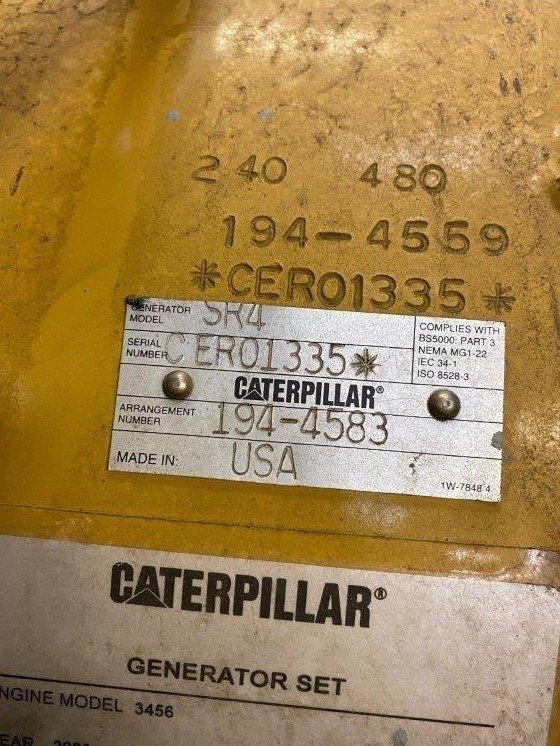 240 480
194-4559
*CER01335*
GENERATOR MODEL SR4
COMPLIES WITH
BS5000: PART 3
NEMA MG1-22
IEC 34-1
ISO 8528-3
SERIAL NUMBER CER01335*
CATERPILLAR®
ARRANGEMENT NUMBER 194-4583
MADE IN: USA
1W-7848 4
CATERPILLAR®
GENERATOR SET
NGINE MODEL 3456
EAR